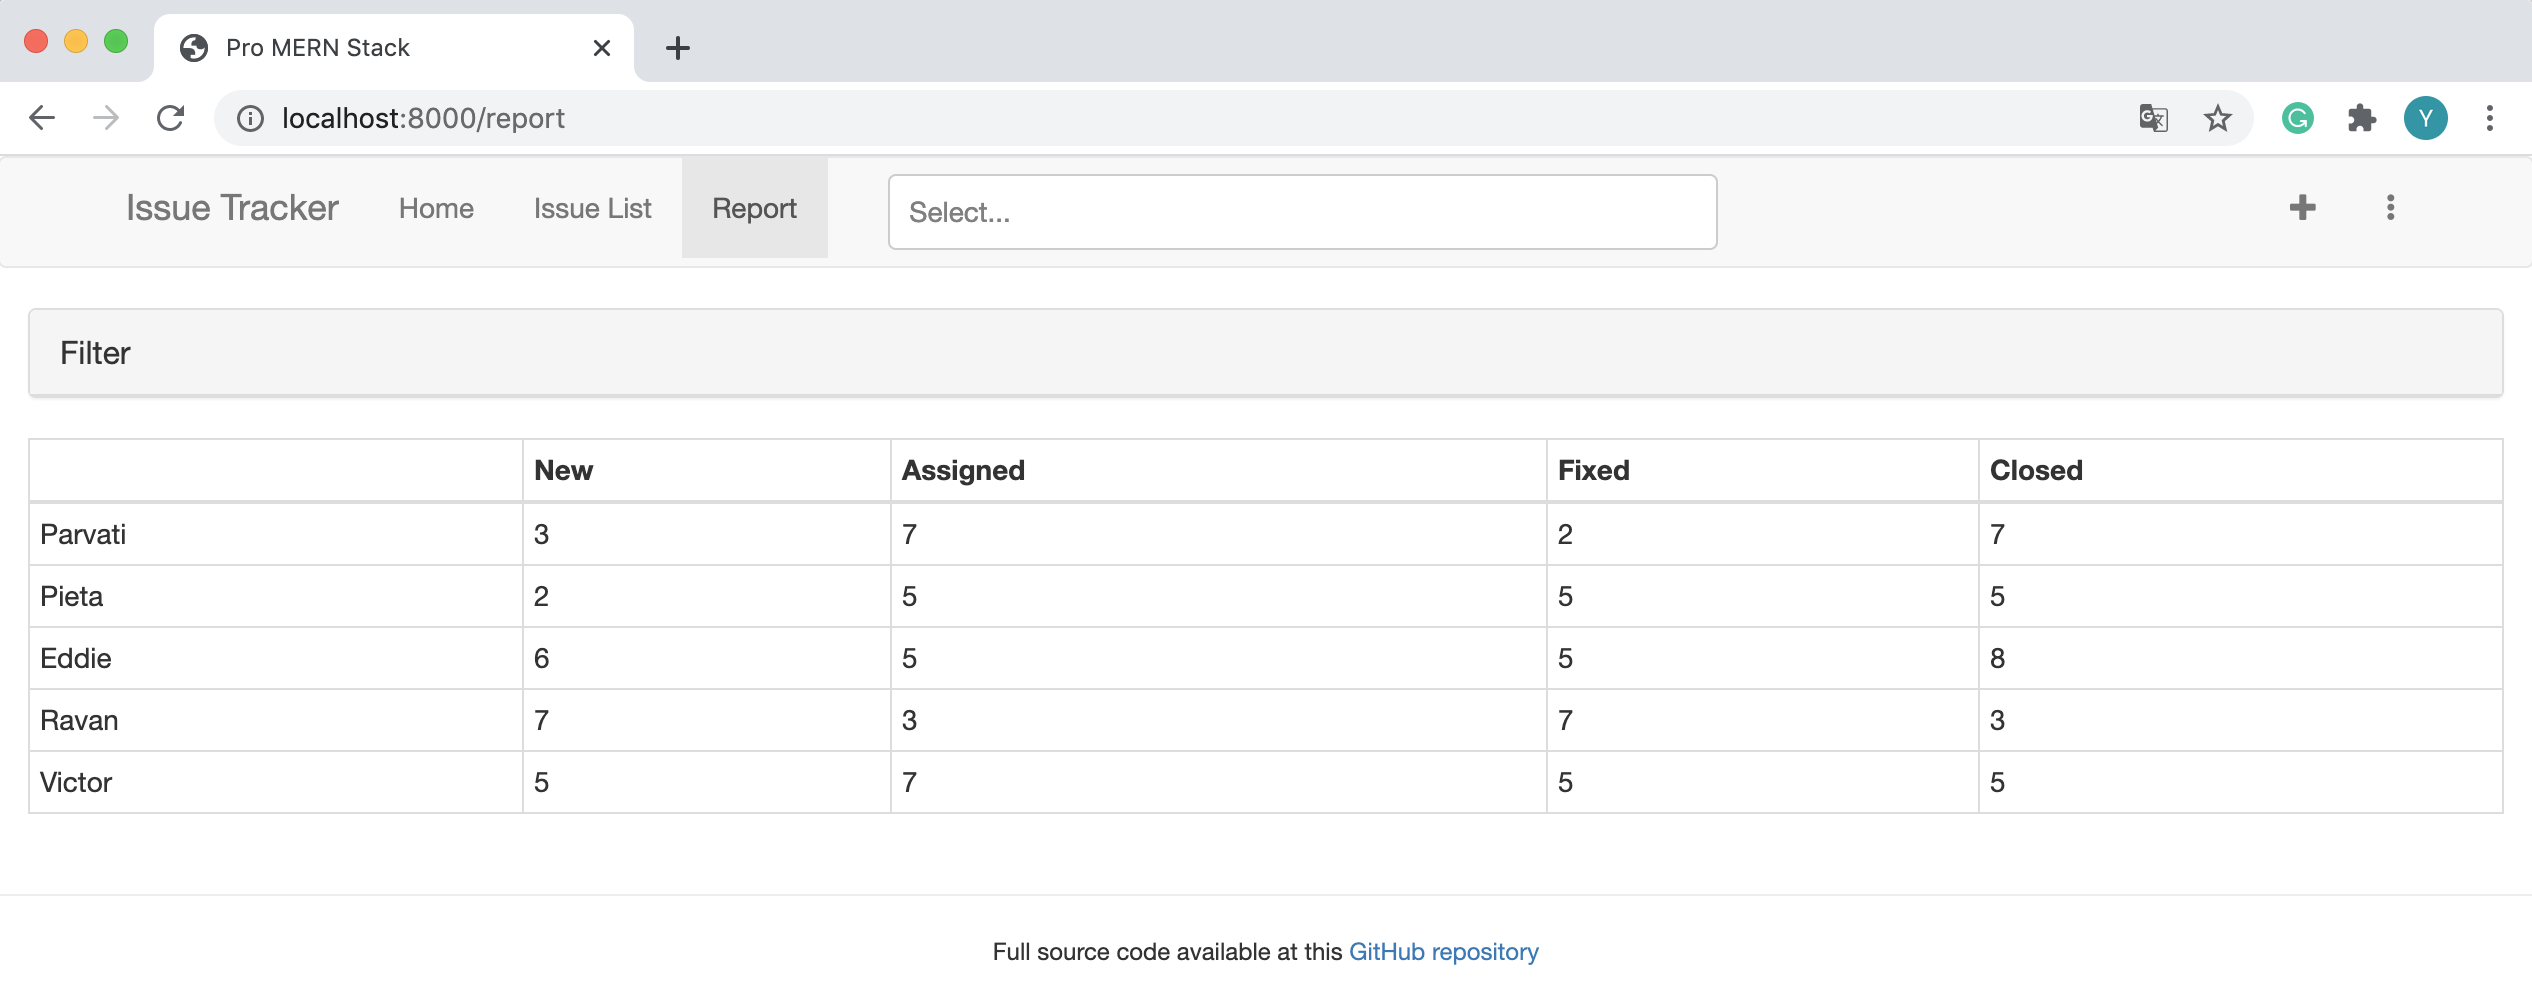 Pro MERN Stack
localhost:8000/report
Y
Issue Tracker Home Issue List Report Select...
Filter
New Assigned Fixed Closed
Parvati 3 7 2 7
Pieta 2 5 5 5
Eddie 6 5 5 8
Ravan 7 3 7 3
Victor 5 7 5 5
Full source code available at this GitHub repository